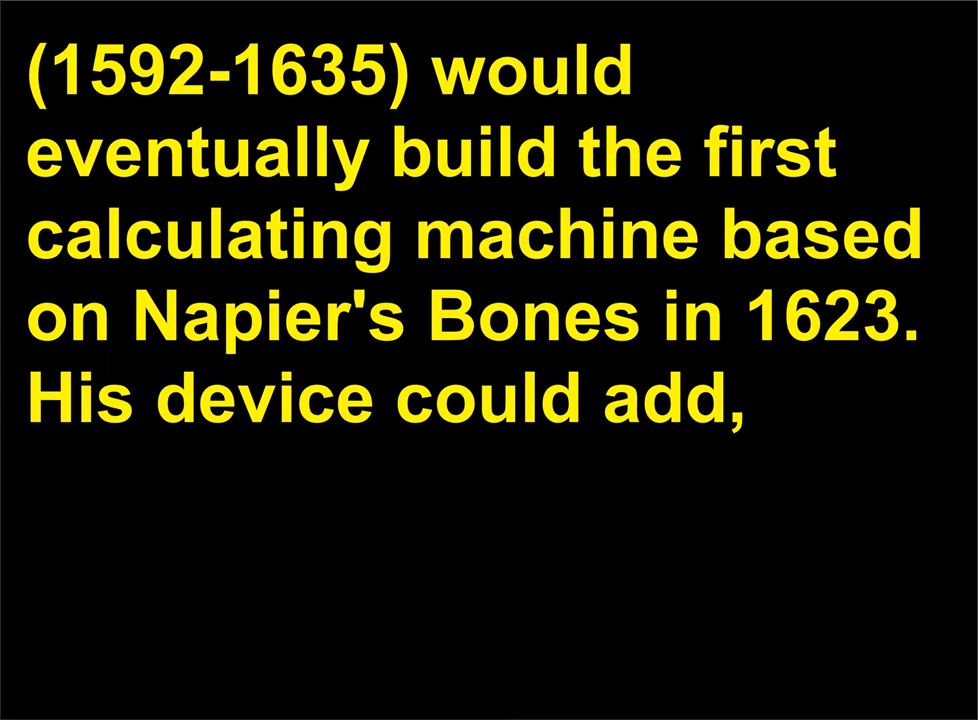 (1592-1635) would
eventually build the first
calculating machine based
on Napier's Bones in 1623.
His device could add,